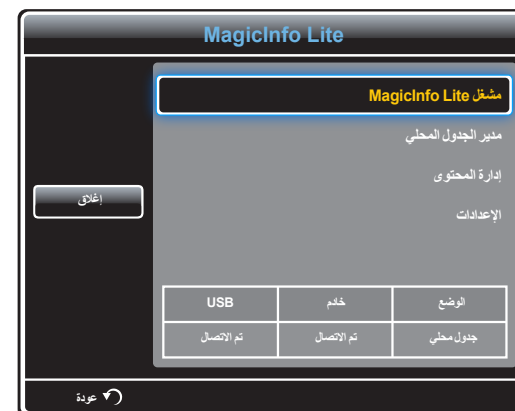 MagicInfo Lite
مشغل MagicInfo Lite
مدير الجدول المحلي
إدارة المحتوى
الإعدادات
إغلاق
الوضع خادم USB
جدول محلي تم الاتصال تم الاتصال
عودة